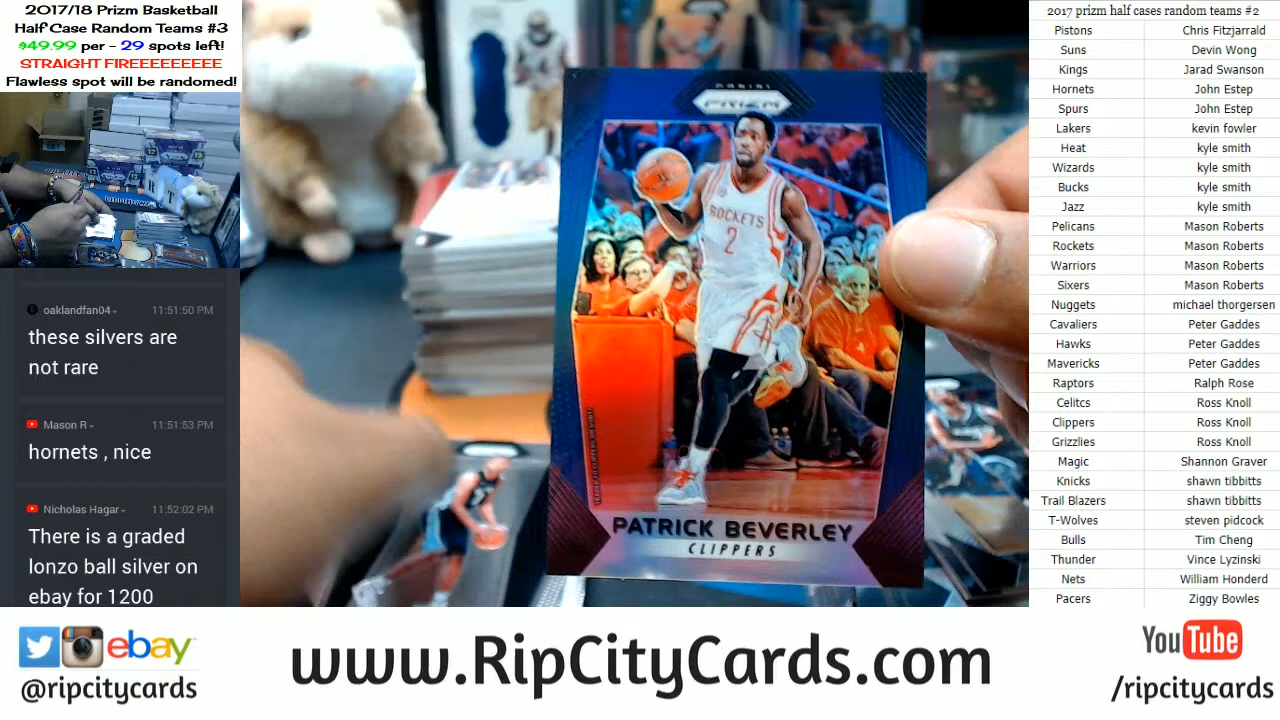 2017/18 Prizm Basketball
Half Case Random Teams #3
$49.99 per - 29 spots left!
STRAIGHT FIREEEEEEEEE
Flawless spot will be randomed!
oaklandfan04 11:51:50 PM
these silvers are
not rare
Mason R 11:51:53 PM
hornets , nice
Nicholas Hagar 11:52:02 PM
There is a graded
lonzo ball silver on
ebay for 1200
PANINI
PRIZM
ROCKETS
2
PATRICK BEVERLEY
CLIPPERS
2017 prizm half cases random teams #2
Pistons Chris Fitzjarrald
Suns Devin Wong
Kings Jarad Swanson
Hornets John Estep
Spurs John Estep
Lakers kevin fowler
Heat kyle smith
Wizards kyle smith
Bucks kyle smith
Jazz kyle smith
Pelicans Mason Roberts
Rockets Mason Roberts
Warriors Mason Roberts
Sixers Mason Roberts
Nuggets michael thorgersen
Cavaliers Peter Gaddes
Hawks Peter Gaddes
Mavericks Peter Gaddes
Raptors Ralph Rose
Celitcs Ross Knoll
Clippers Ross Knoll
Grizzlies Ross Knoll
Magic Shannon Graver
Knicks shawn tibbitts
Trail Blazers shawn tibbitts
T-Wolves steven pidcock
Bulls Tim Cheng
Thunder Vince Lyzinski
Nets William Honderd
Pacers Ziggy Bowles
ebay
@ripcitycards
www.RipCityCards.com
YouTube
/ripcitycards